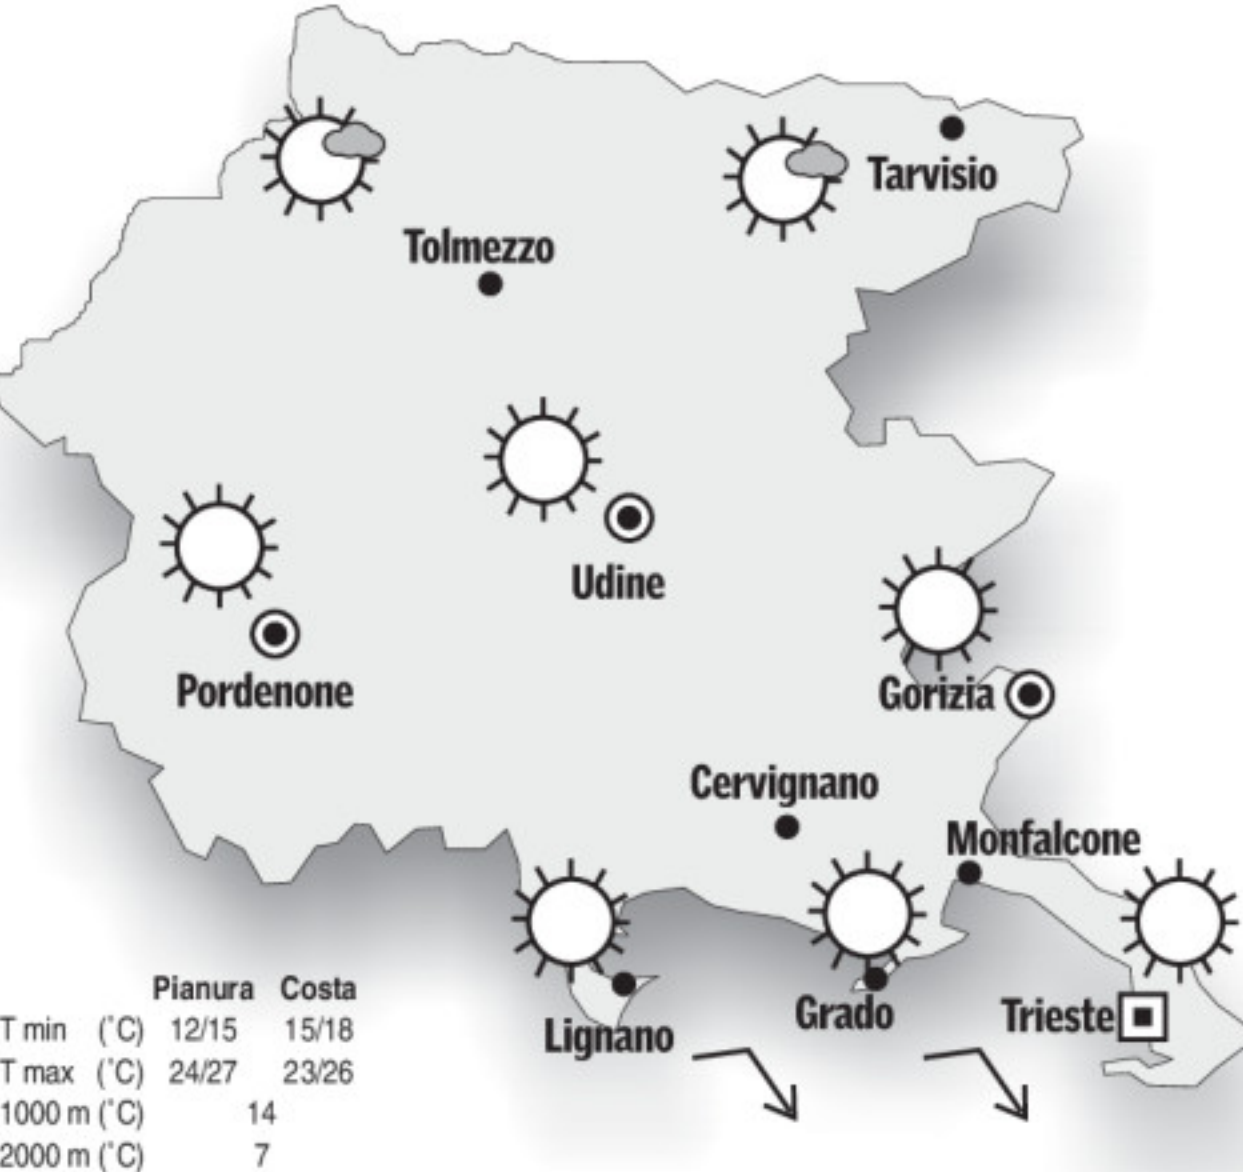 Tarvisio
Tolmezzo
Udine
Pordenone
Gorizia
Cervignano
Monfalcone
Grado
Trieste
Lignano
Pianura Costa
T min (°C) 12/15 15/18
T max (°C) 24/27 23/26
1000 m (°C) 14
2000 m (°C) 7